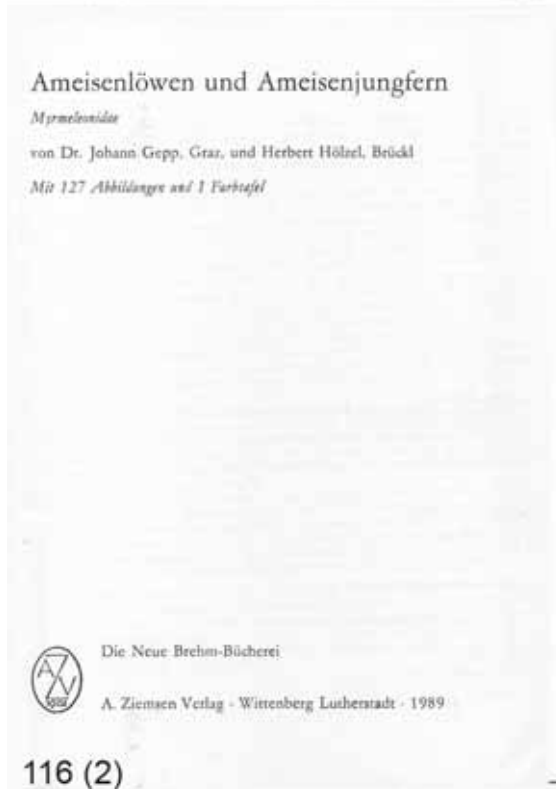 Ameisenlöwen und Ameisenjungfern
Myrmeleonidae
von Dr. Johann Gepp, Graz, und Herbert Hölzel, Brückl
Mit 127 Abbildungen und 1 Farbtafel
Die Neue Brehm-Bücherei
A. Ziemsen Verlag · Wittenberg Lutherstadt · 1989
A Z V
116 (2)